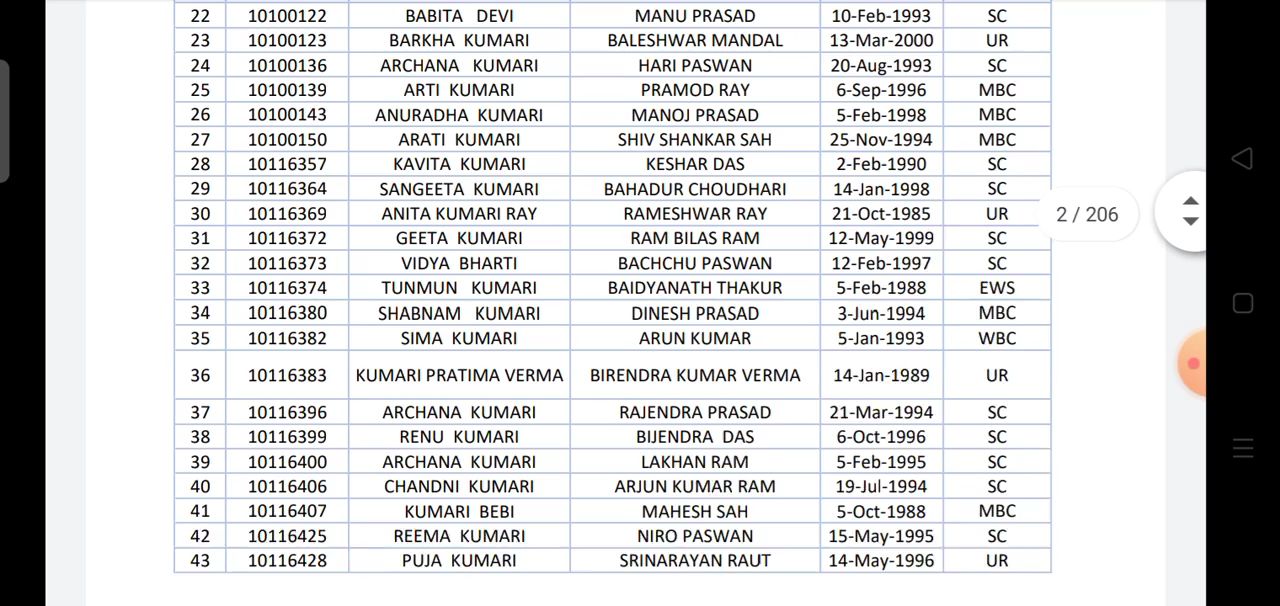 22 10100122 BABITA DEVI MANU PRASAD 10-Feb-1993 SC
23 10100123 BARKHA KUMARI BALESHWAR MANDAL 13-Mar-2000 UR
24 10100136 ARCHANA KUMARI HARI PASWAN 20-Aug-1993 SC
25 10100139 ARTI KUMARI PRAMOD RAY 6-Sep-1996 MBC
26 10100143 ANURADHA KUMARI MANOJ PRASAD 5-Feb-1998 MBC
27 10100150 ARATI KUMARI SHIV SHANKAR SAH 25-Nov-1994 MBC
28 10116357 KAVITA KUMARI KESHAR DAS 2-Feb-1990 SC
29 10116364 SANGEETA KUMARI BAHADUR CHOUDHARI 14-Jan-1998 SC
30 10116369 ANITA KUMARI RAY RAMESHWAR RAY 21-Oct-1985 UR
2 / 206
31 10116372 GEETA KUMARI RAM BILAS RAM 12-May-1999 SC
32 10116373 VIDYA BHARTI BACHCHU PASWAN 12-Feb-1997 SC
33 10116374 TUNMUN KUMARI BAIDYANATH THAKUR 5-Feb-1988 EWS
34 10116380 SHABNAM KUMARI DINESH PRASAD 3-Jun-1994 MBC
35 10116382 SIMA KUMARI ARUN KUMAR 5-Jan-1993 WBC
36 10116383 KUMARI PRATIMA VERMA BIRENDRA KUMAR VERMA 14-Jan-1989 UR
37 10116396 ARCHANA KUMARI RAJENDRA PRASAD 21-Mar-1994 SC
38 10116399 RENU KUMARI BIJENDRA DAS 6-Oct-1996 SC
39 10116400 ARCHANA KUMARI LAKHAN RAM 5-Feb-1995 SC
40 10116406 CHANDNI KUMARI ARJUN KUMAR RAM 19-Jul-1994 SC
41 10116407 KUMARI BEBI MAHESH SAH 5-Oct-1988 MBC
42 10116425 REEMA KUMARI NIRO PASWAN 15-May-1995 SC
43 10116428 PUJA KUMARI SRINARAYAN RAUT 14-May-1996 UR